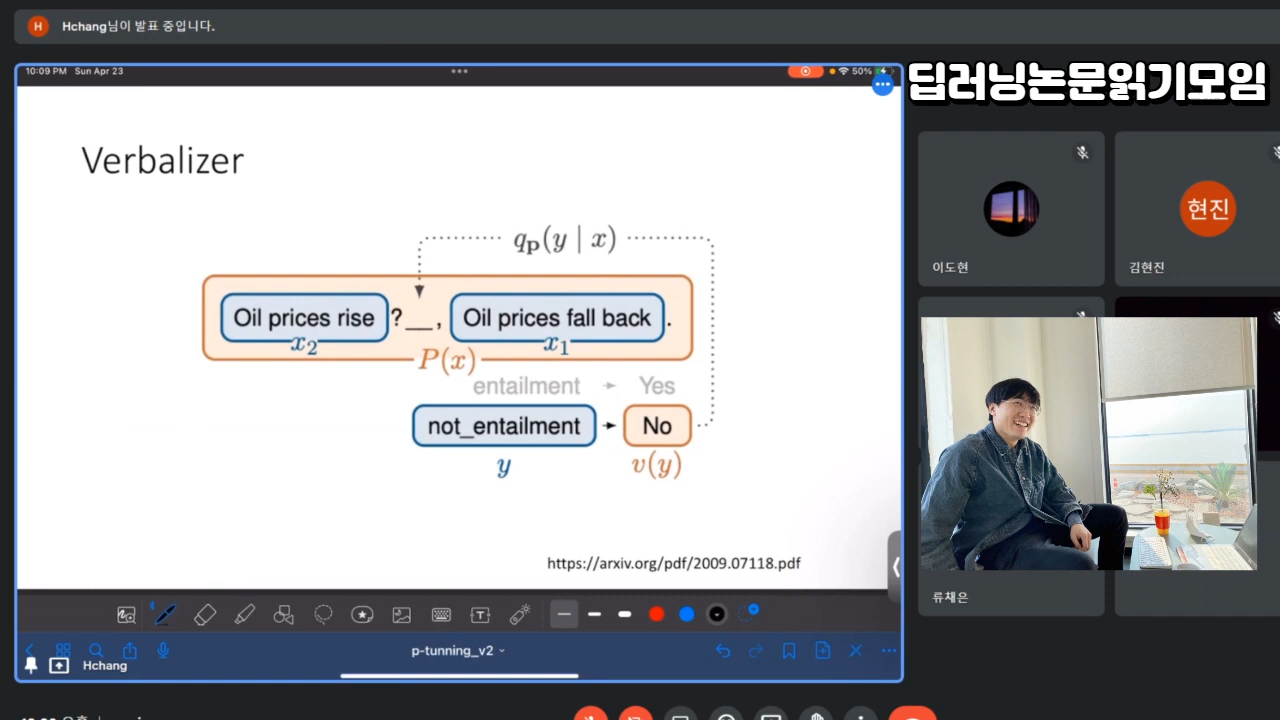 H Hchang님이 발표 중입니다.
10:09 PM Sun Apr 23
50%
딥러닝논문읽기모임
Verbalizer
q_p(y | x)
Oil prices rise ? __ , Oil prices fall back .
x₂ x₁
P(x)
entailment → Yes
not_entailment → No
y v(y)
https://arxiv.org/pdf/2009.07118.pdf
p-tunning_v2
Hchang
이도현
현진
김현진
류채은